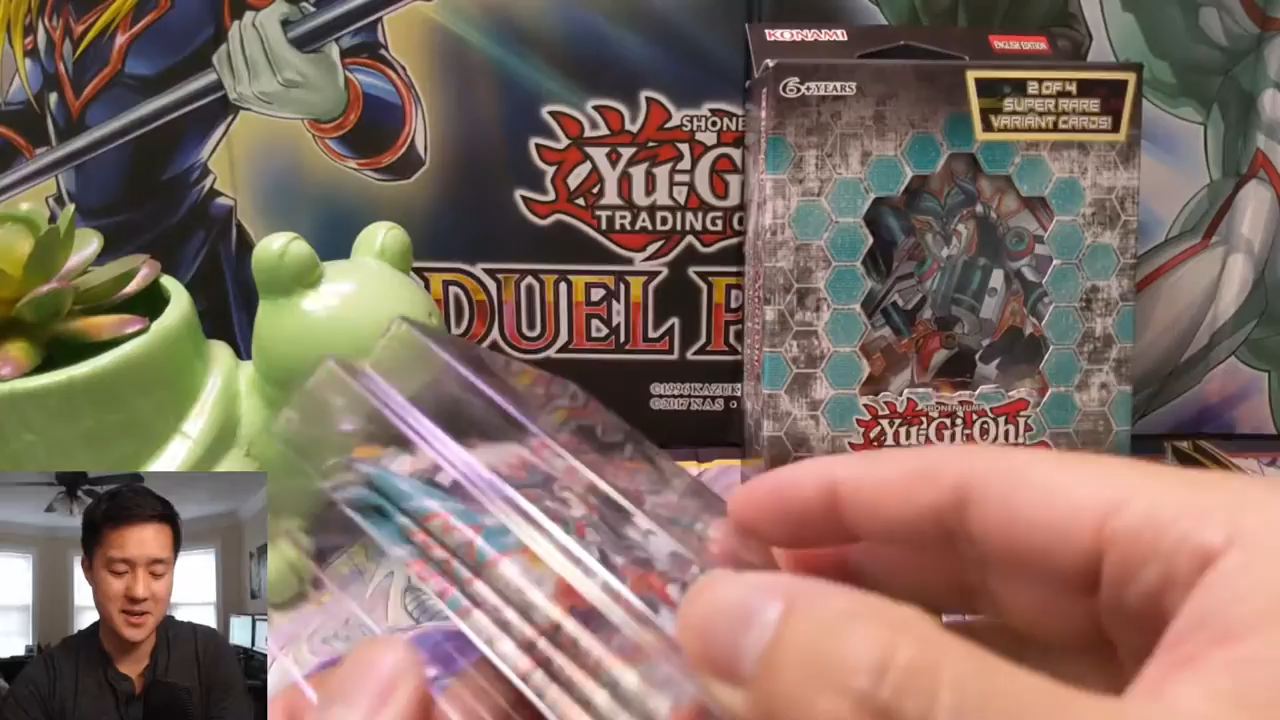 KONAMI
ENGLISH EDITION
6+YEARS
2 OF 4
SUPER RARE
VARIANT CARDS!
SHONEN JUMP
Yu-Gi-Oh!
SHONE
Yu-G
TRADING
DUEL P
©1996 KAZUK
©2017 NAS •